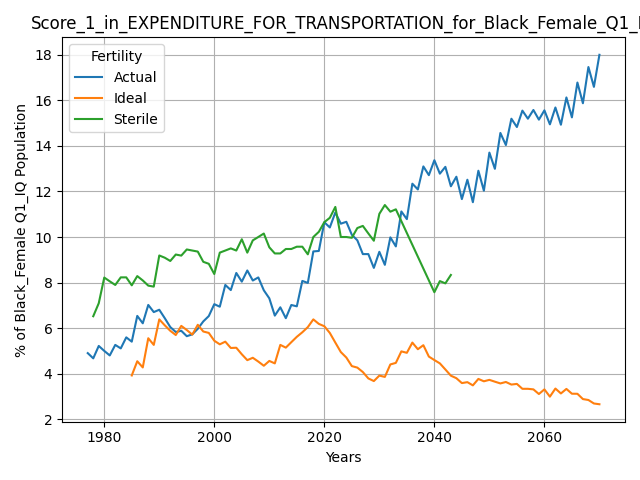 Score_1_in_EXPENDITURE_FOR_TRANSPORTATION_for_Black_Female_Q1_I
Fertility
Actual
Ideal
Sterile
% of Black_Female Q1_IQ Population
18
16
14
12
10
8
6
4
2
1980 2000 2020 2040 2060
Years